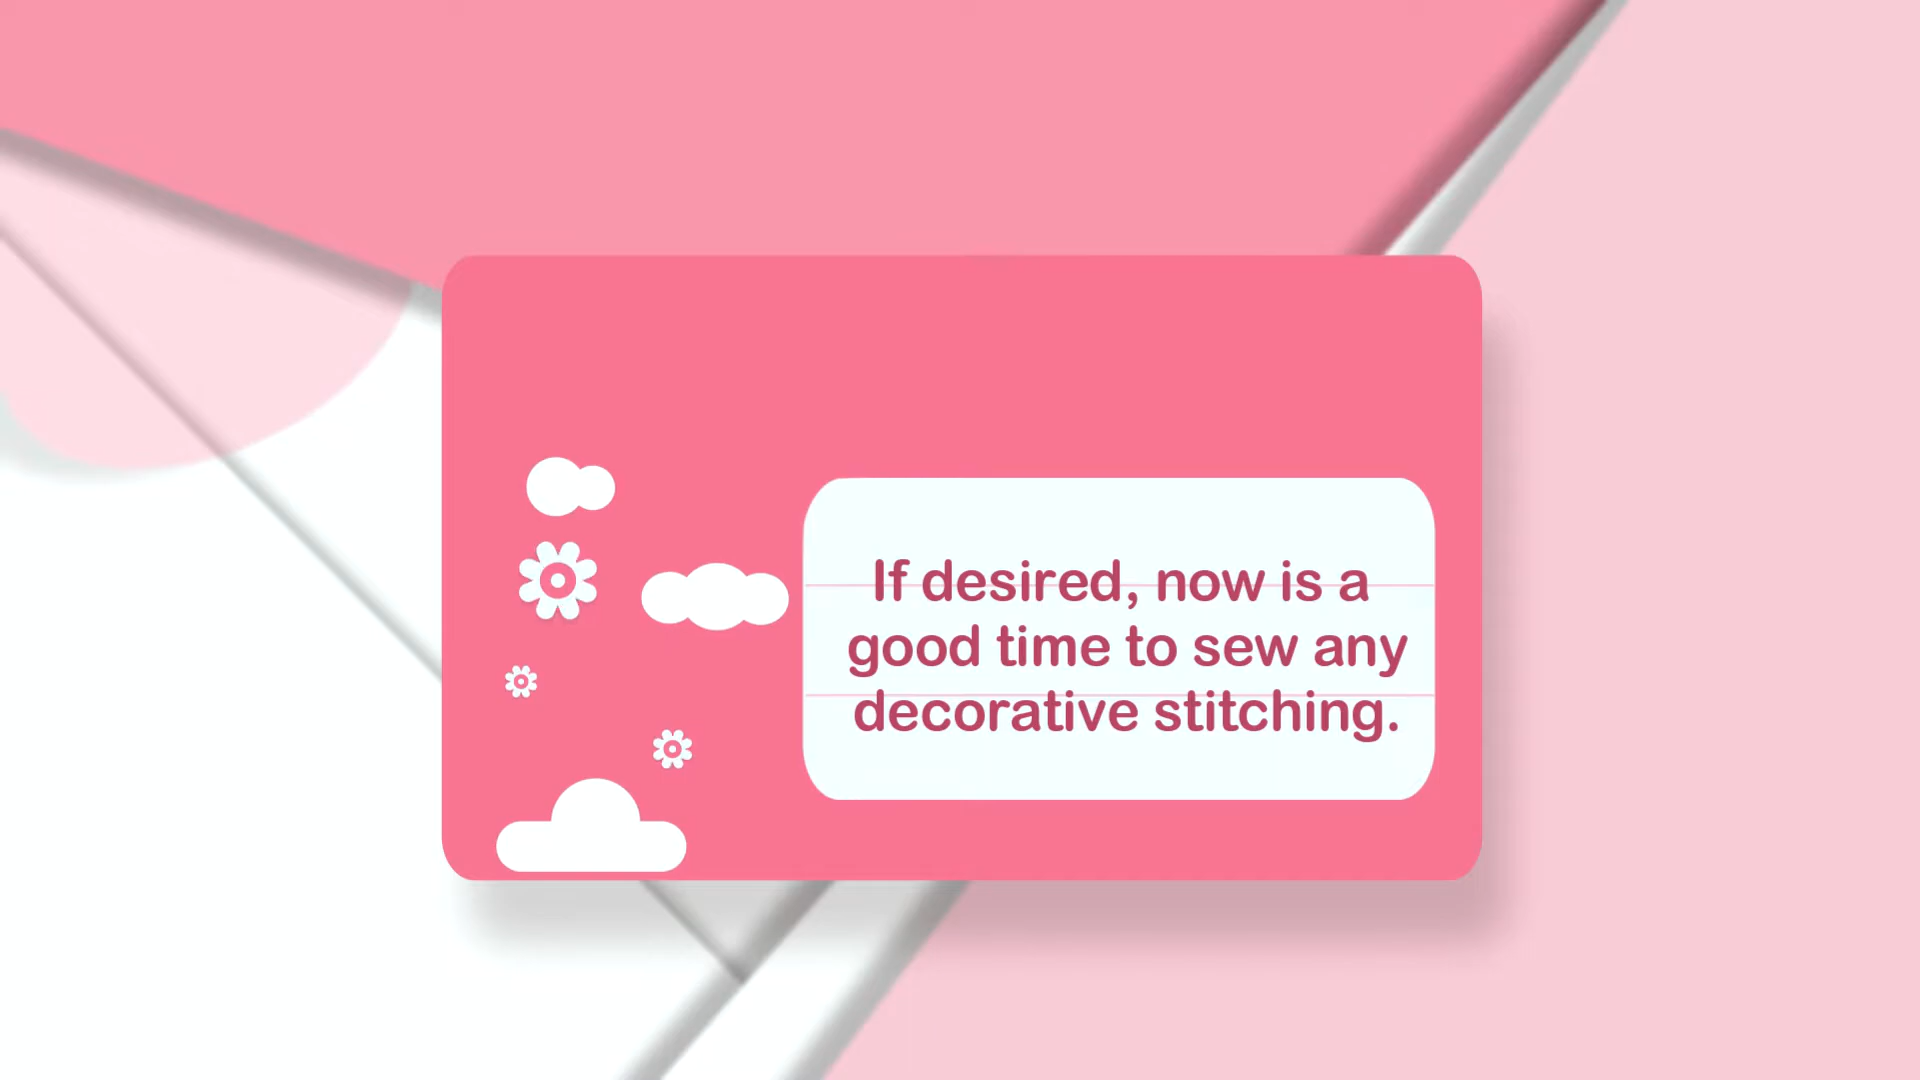 If desired, now is a
good time to sew any
decorative stitching.